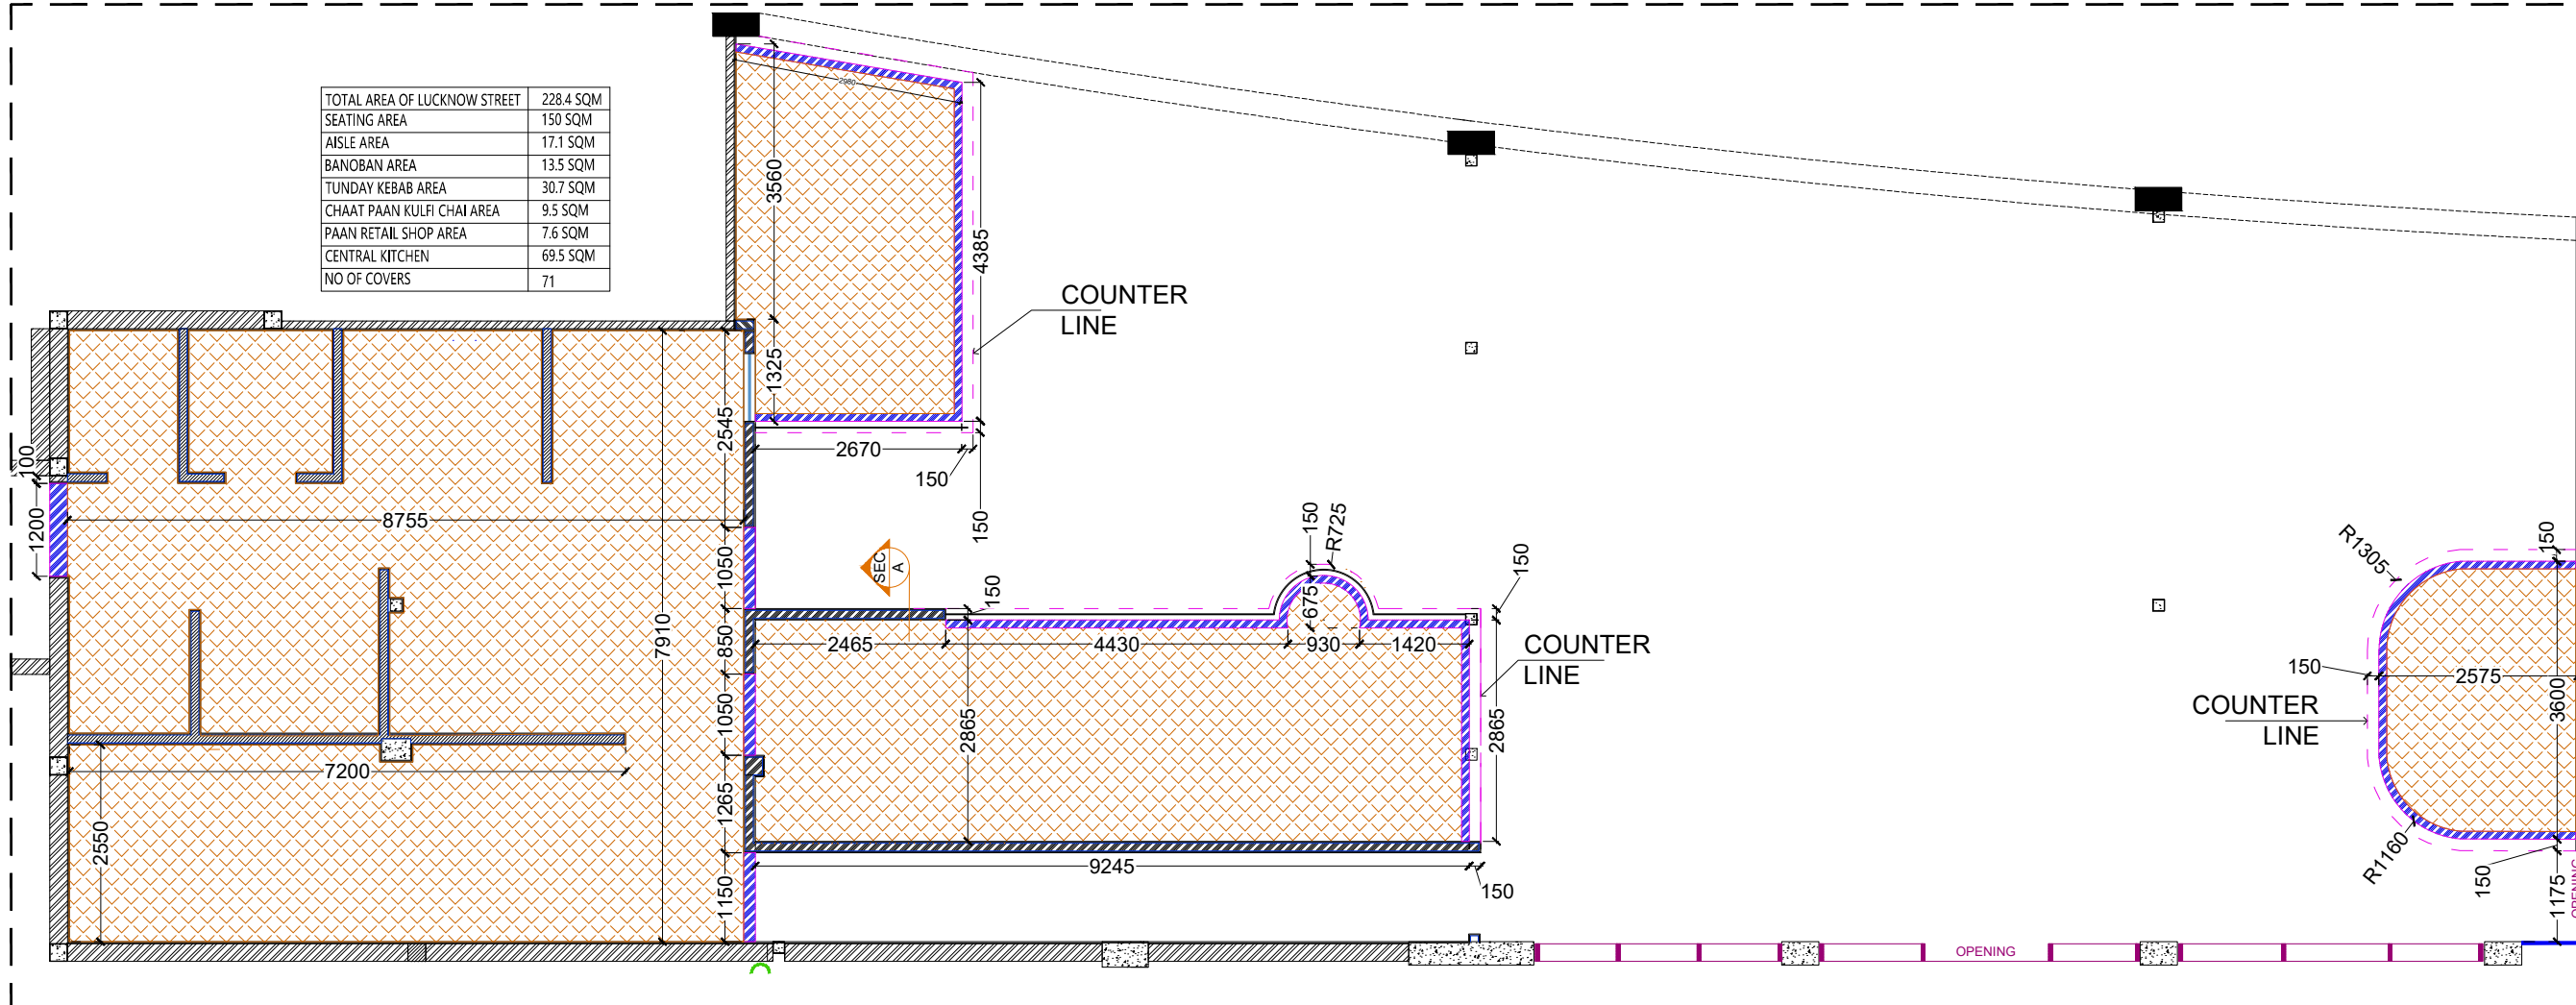 TOTAL AREA OF LUCKNOW STREET 228.4 SQM
SEATING AREA 150 SQM
AISLE AREA 17.1 SQM
BANOBAN AREA 13.5 SQM
TUNDAY KEBAB AREA 30.7 SQM
CHAAT PAAN KULFI CHAI AREA 9.5 SQM
PAAN RETAIL SHOP AREA 7.6 SQM
CENTRAL KITCHEN 69.5 SQM
NO OF COVERS 71
2980
3560
4385
1325
COUNTER
LINE
2670
150
150
2545
100
1200
8755
1050
850
7910
1050
1265
1150
7200
2550
SEC
A
150
2465
4430
930
1420
675
150
R725
150
2865
2865
COUNTER
LINE
9245
150
R1305
150
150
2575
3600
COUNTER
LINE
R1160
150
1175
OPENING
OPENING